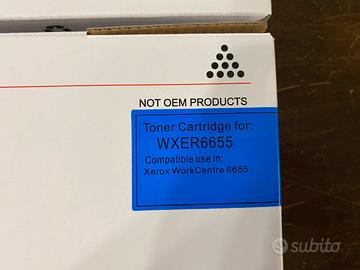 NOT OEM PRODUCTS
Toner Cartridge for:
WXER6655
Compatible use in:
Xerox WorkCentre 6655
subito